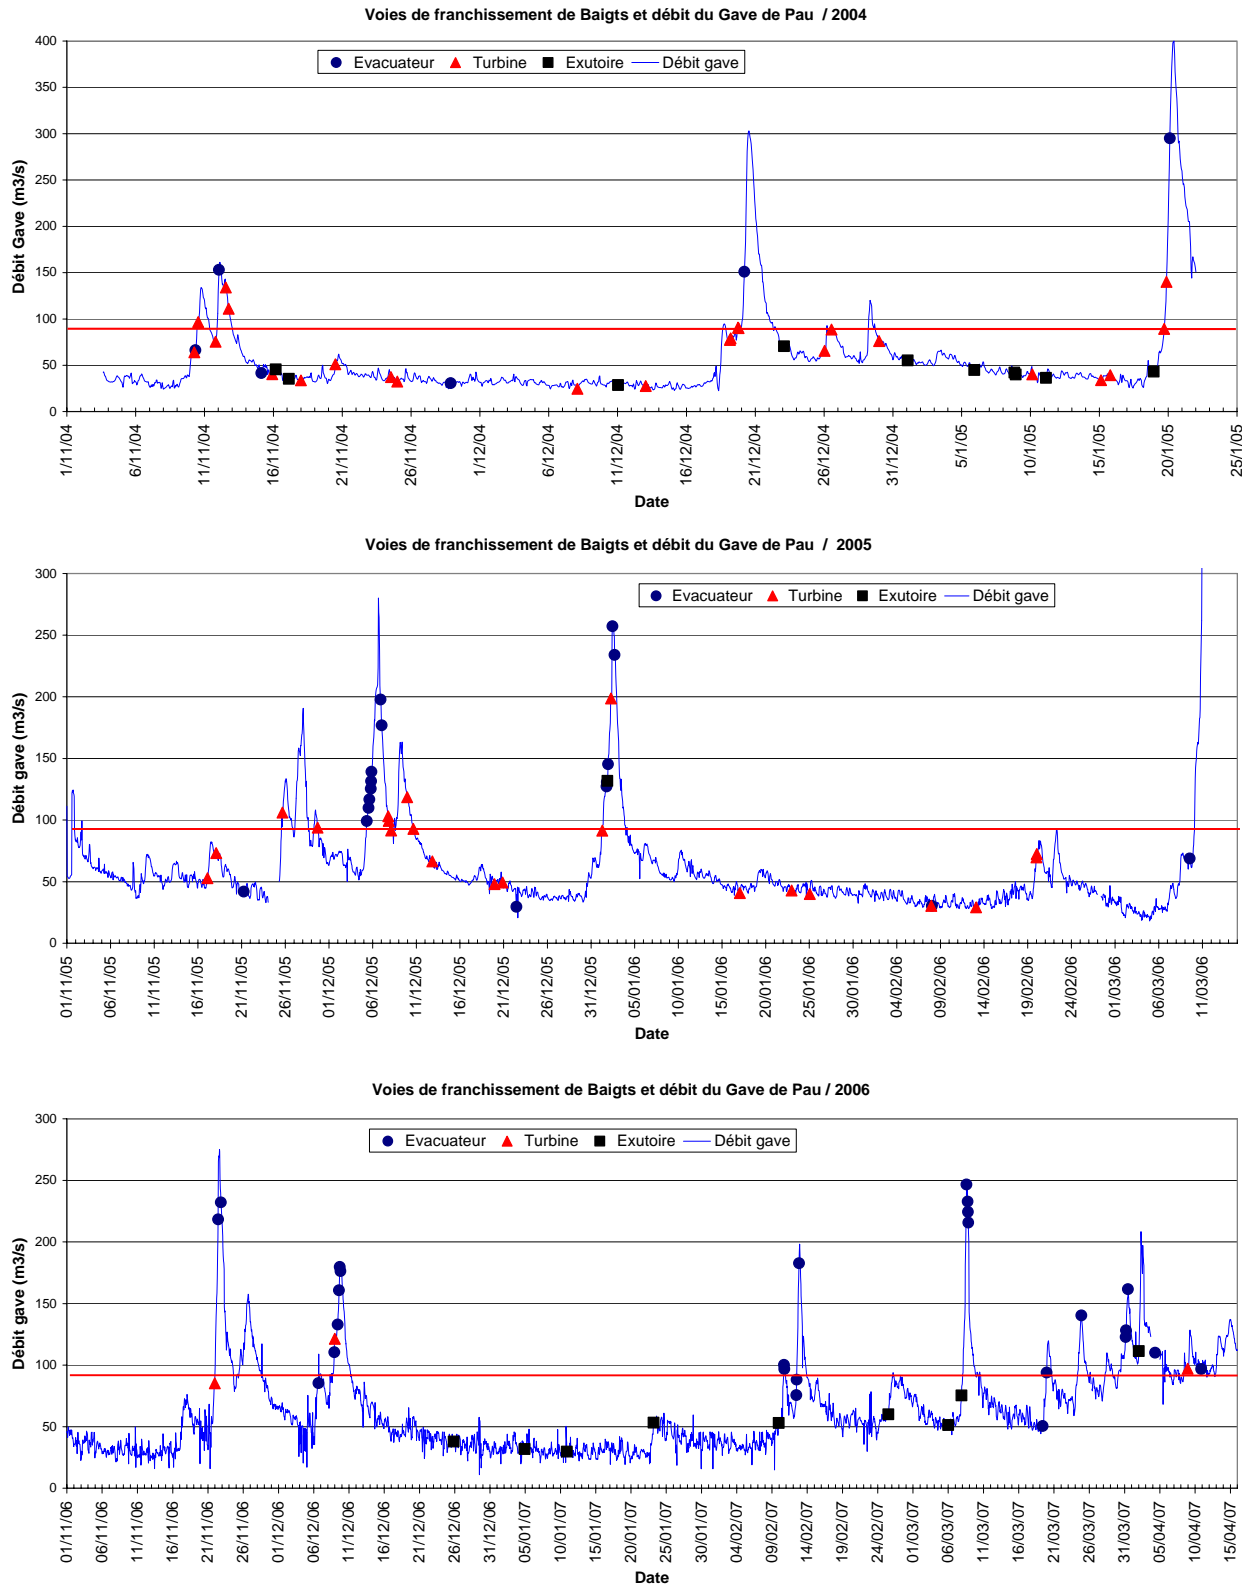 Voies de franchissement de Baigts et débit du Gave de Pau / 2004
Evacuateur Turbine Exutoire Débit gave
Débit Gave (m3/s)
400
350
300
250
200
150
100
50
0
1/11/04 6/11/04 11/11/04 16/11/04 21/11/04 26/11/04 1/12/04 6/12/04 11/12/04 16/12/04 21/12/04 26/12/04 31/12/04 5/1/05 10/1/05 15/1/05 20/1/05 25/1/05
Date
Voies de franchissement de Baigts et débit du Gave de Pau / 2005
Evacuateur Turbine Exutoire Débit gave
Débit gave (m3/s)
300
250
200
150
100
50
0
01/11/05 06/11/05 11/11/05 16/11/05 21/11/05 26/11/05 01/12/05 06/12/05 11/12/05 16/12/05 21/12/05 26/12/05 31/12/05 05/01/06 10/01/06 15/01/06 20/01/06 25/01/06 30/01/06 04/02/06 09/02/06 14/02/06 19/02/06 24/02/06 01/03/06 06/03/06 11/03/06
Date
Voies de franchissement de Baigts et débit du Gave de Pau / 2006
Evacuateur Turbine Exutoire Débit gave
Débit gave (m3/s)
300
250
200
150
100
50
0
01/11/06 06/11/06 11/11/06 16/11/06 21/11/06 26/11/06 01/12/06 06/12/06 11/12/06 16/12/06 21/12/06 26/12/06 31/12/06 05/01/07 10/01/07 15/01/07 20/01/07 25/01/07 30/01/07 04/02/07 09/02/07 14/02/07 19/02/07 24/02/07 01/03/07 06/03/07 11/03/07 16/03/07 21/03/07 26/03/07 31/03/07 05/04/07 10/04/07 15/04/07
Date